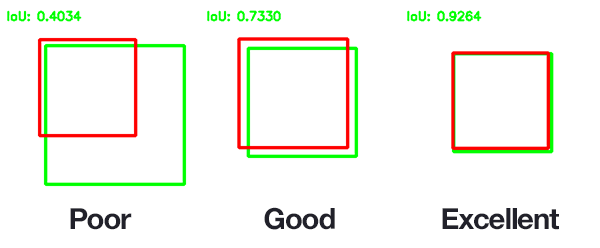 IoU: 0.4034
IoU: 0.7330
IoU: 0.9264
Poor
Good
Excellent